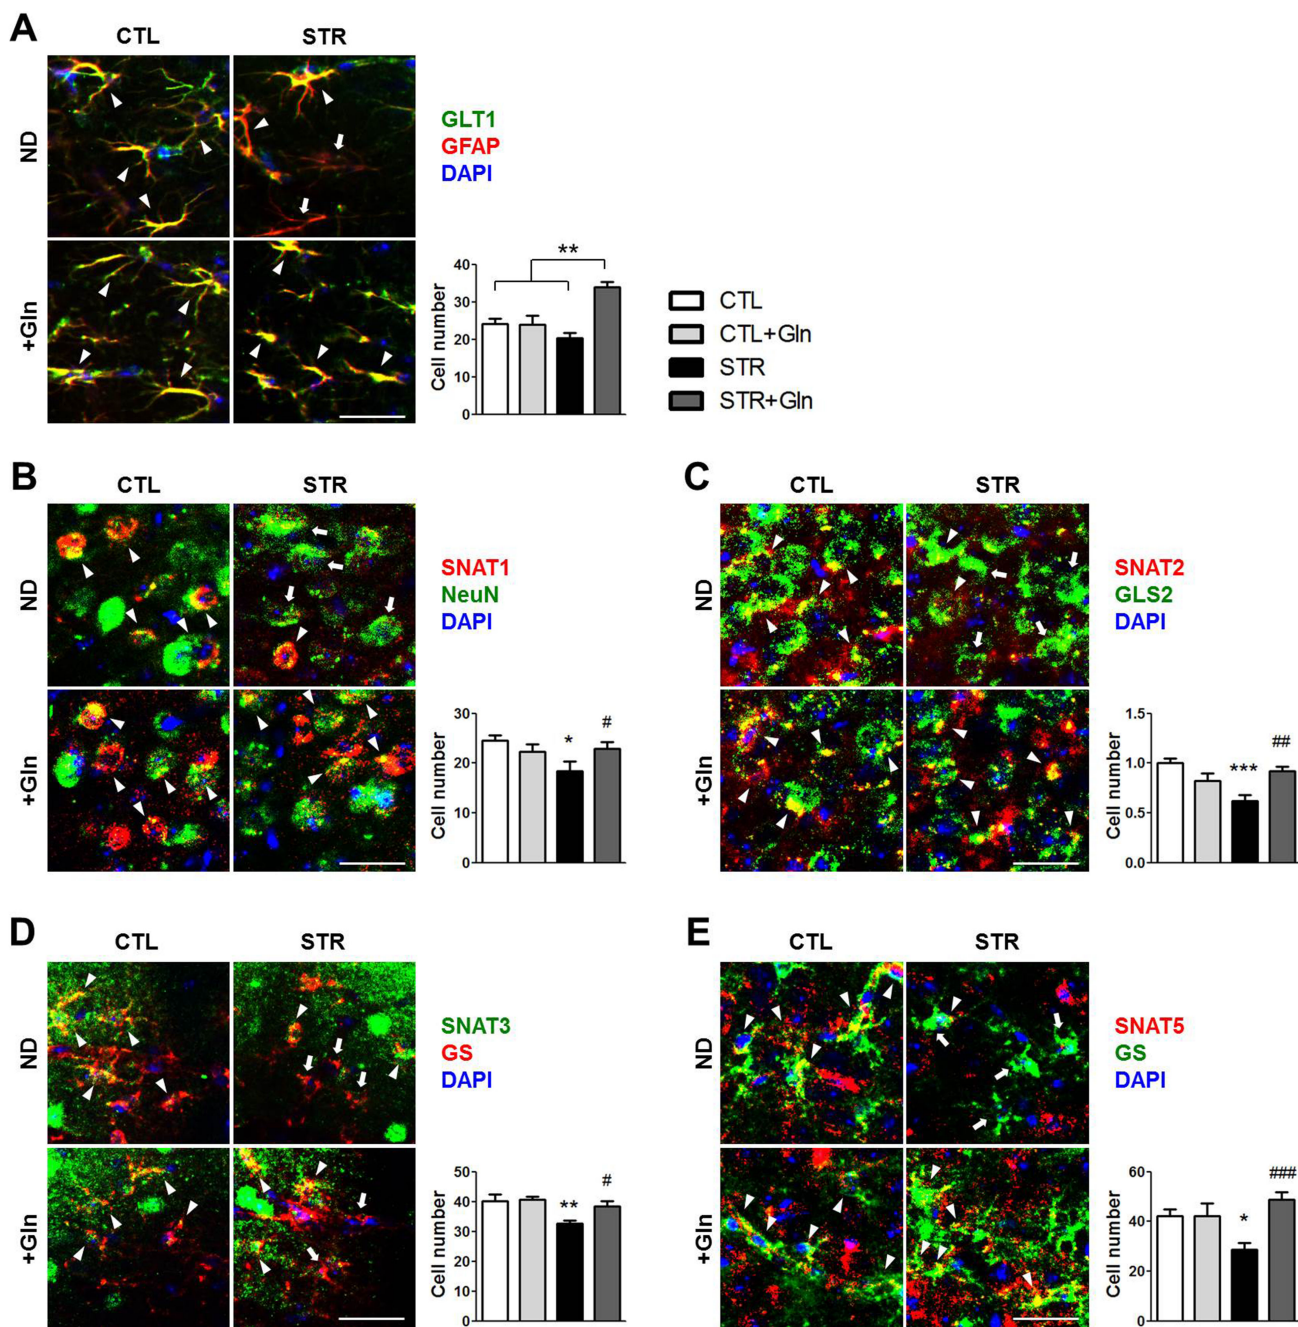 A
CTL STR
ND
+Gln
GLT1
GFAP
DAPI
**
40
30
20
10
0
Cell number
CTL
CTL+Gln
STR
STR+Gln
B
CTL STR
ND
+Gln
SNAT1
NeuN
DAPI
30
20
10
0
Cell number
* #
C
CTL STR
ND
+Gln
SNAT2
GLS2
DAPI
1.5
1.0
0.5
0.0
Cell number
*** ##
D
CTL STR
ND
+Gln
SNAT3
GS
DAPI
50
40
30
20
10
0
Cell number
** #
E
CTL STR
ND
+Gln
SNAT5
GS
DAPI
60
40
20
0
Cell number
* ###